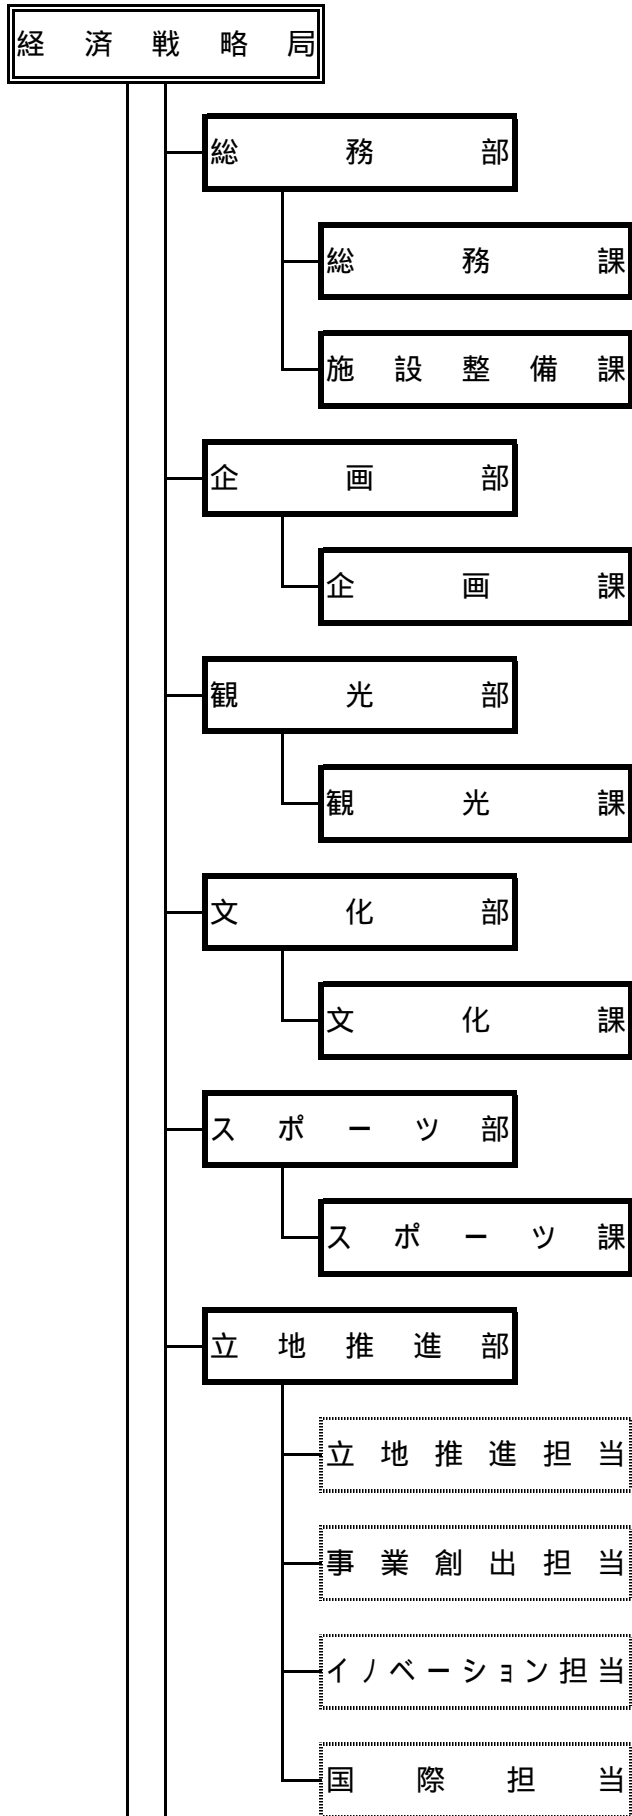 経済戦略局
総務部
総務課
施設整備課
企画部
企画課
観光部
観光課
文化部
文化課
スポーツ部
スポーツ課
立地推進部
立地推進担当
事業創出担当
イノベーション担当
国際担当